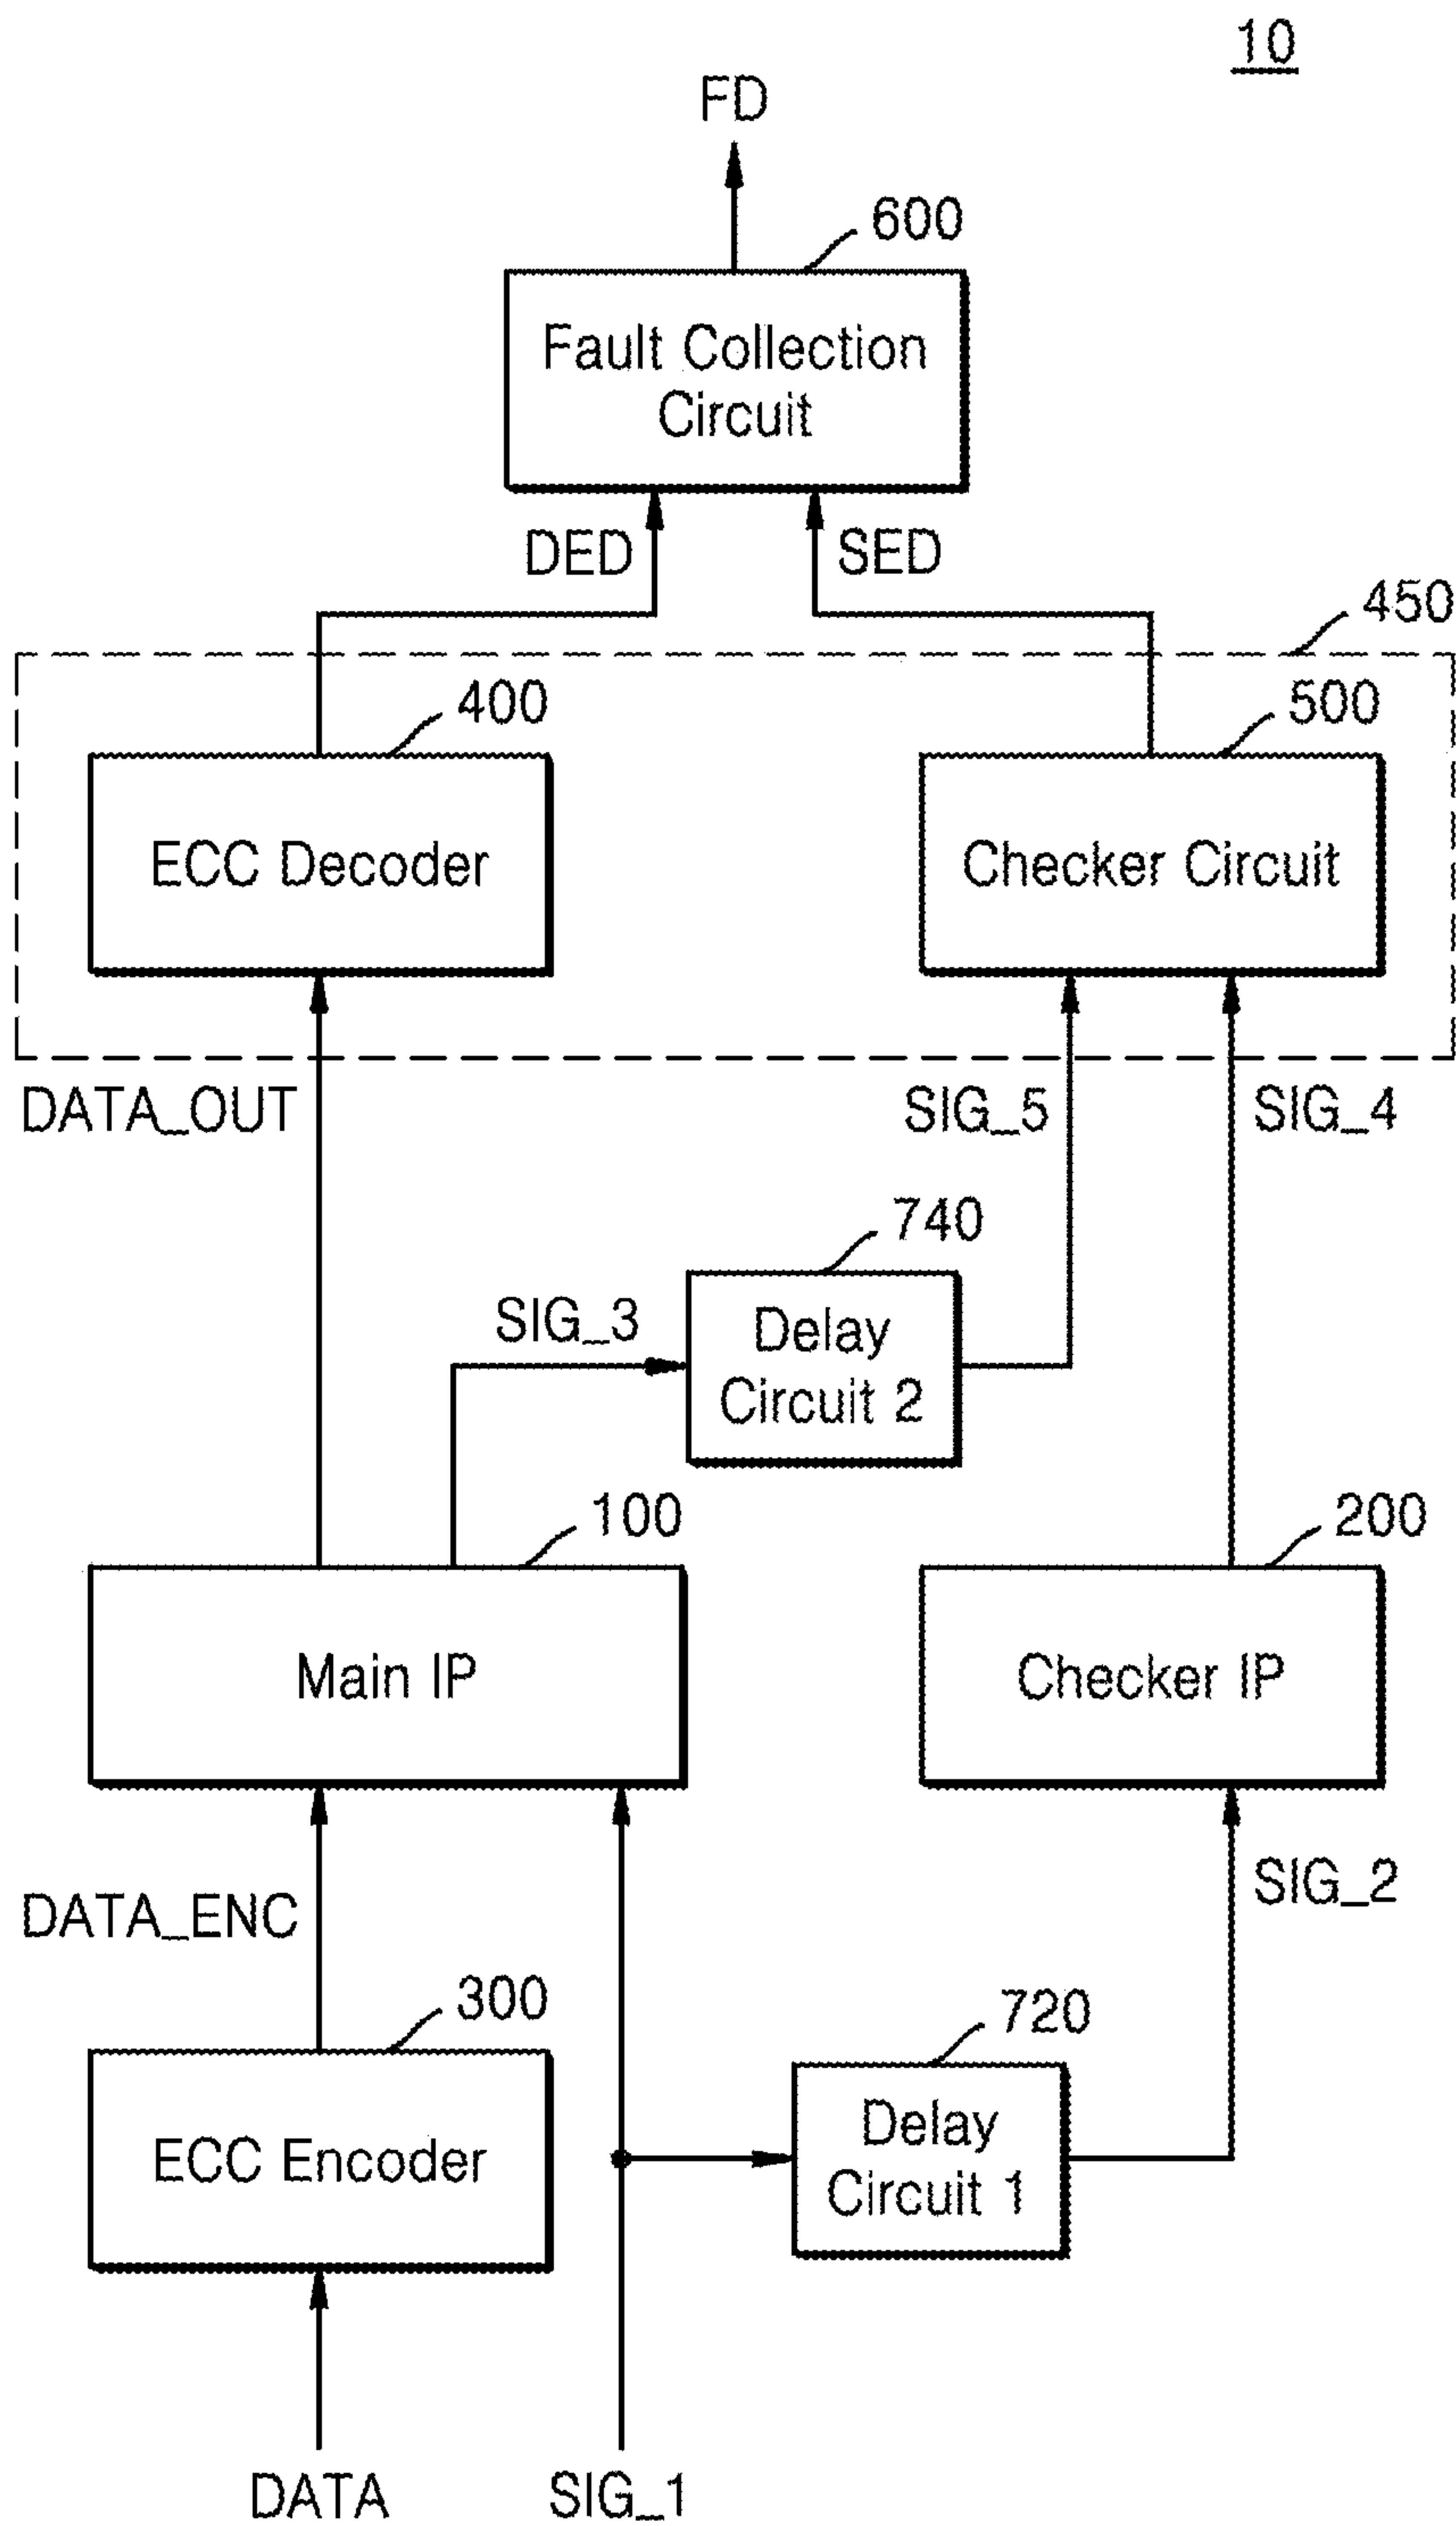 10
FD
600
Fault Collection
Circuit
DED
SED
450
400
500
ECC Decoder
Checker Circuit
DATA_OUT
SIG_5
SIG_4
740
SIG_3
Delay
Circuit 2
100
200
Main IP
Checker IP
DATA_ENC
SIG_2
300
720
ECC Encoder
Delay
Circuit 1
DATA
SIG_1